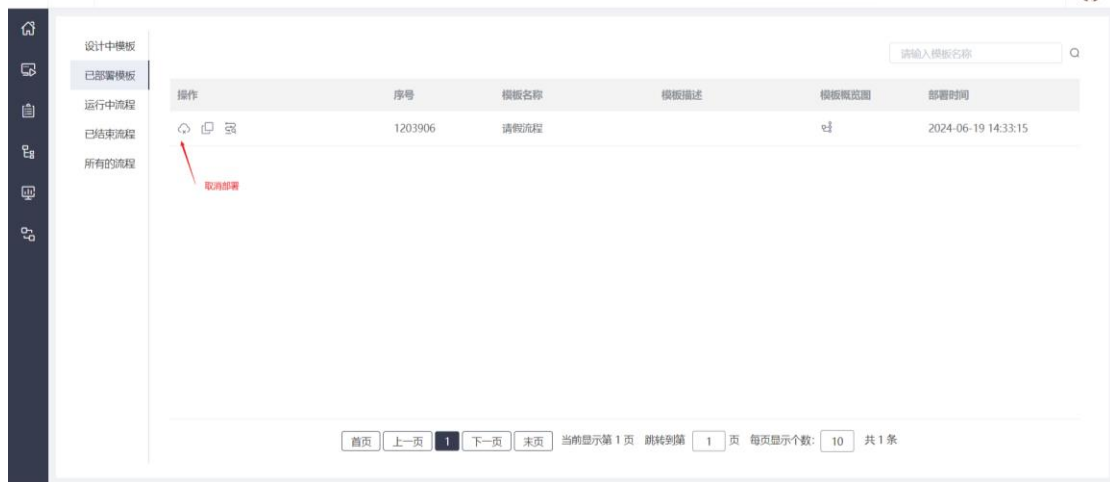 设计中模板
已部署模板
运行中流程
已结束流程
所有的流程
请输入模板名称
操作 序号 模板名称 模板描述 模板概览图 部署时间
1203906 请假流程 2024-06-19 14:33:15
取消部署
首页 上一页 1 下一页 末页 当前显示第 1 页 跳转到第 1 页 每页显示个数: 10 共 1 条